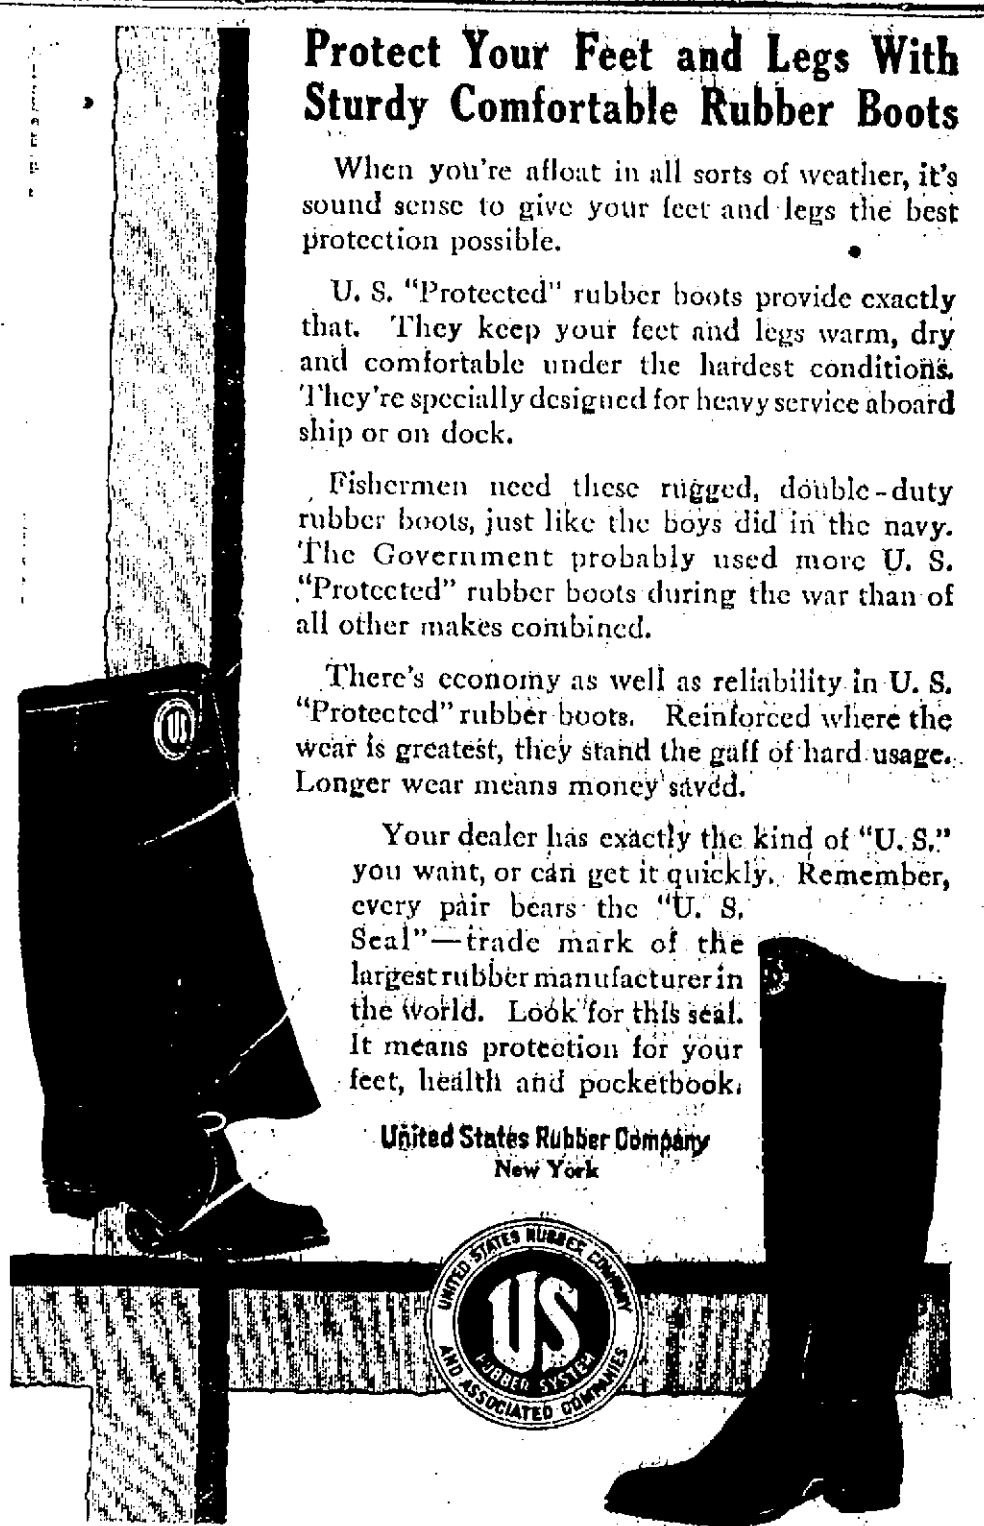 Protect Your Feet and Legs With
Sturdy Comfortable Rubber Boots
When you're afloat in all sorts of weather, it's
sound sense to give your feet and legs the best
protection possible.
U. S. "Protected" rubber boots provide exactly
that. They keep your feet and legs warm, dry
and comfortable under the hardest conditions.
They're specially designed for heavy service aboard
ship or on dock.
Fishermen need these rugged, double-duty
rubber boots, just like the boys did in the navy.
The Government probably used more U. S.
"Protected" rubber boots during the war than of
all other makes combined.
There's economy as well as reliability in U. S.
"Protected" rubber boots. Reinforced where the
wear is greatest, they stand the gaff of hard usage.
Longer wear means money saved.
Your dealer has exactly the kind of "U. S."
you want, or can get it quickly. Remember,
every pair bears the "U. S.
Seal"—trade mark of the
largest rubber manufacturer in
the world. Look for this seal.
It means protection for your
feet, health and pocketbook.
United States Rubber Company
New York
UNITED STATES RUBBER COMPANY
US
RUBBER SYSTEM
AND ASSOCIATED COMPANIES
US